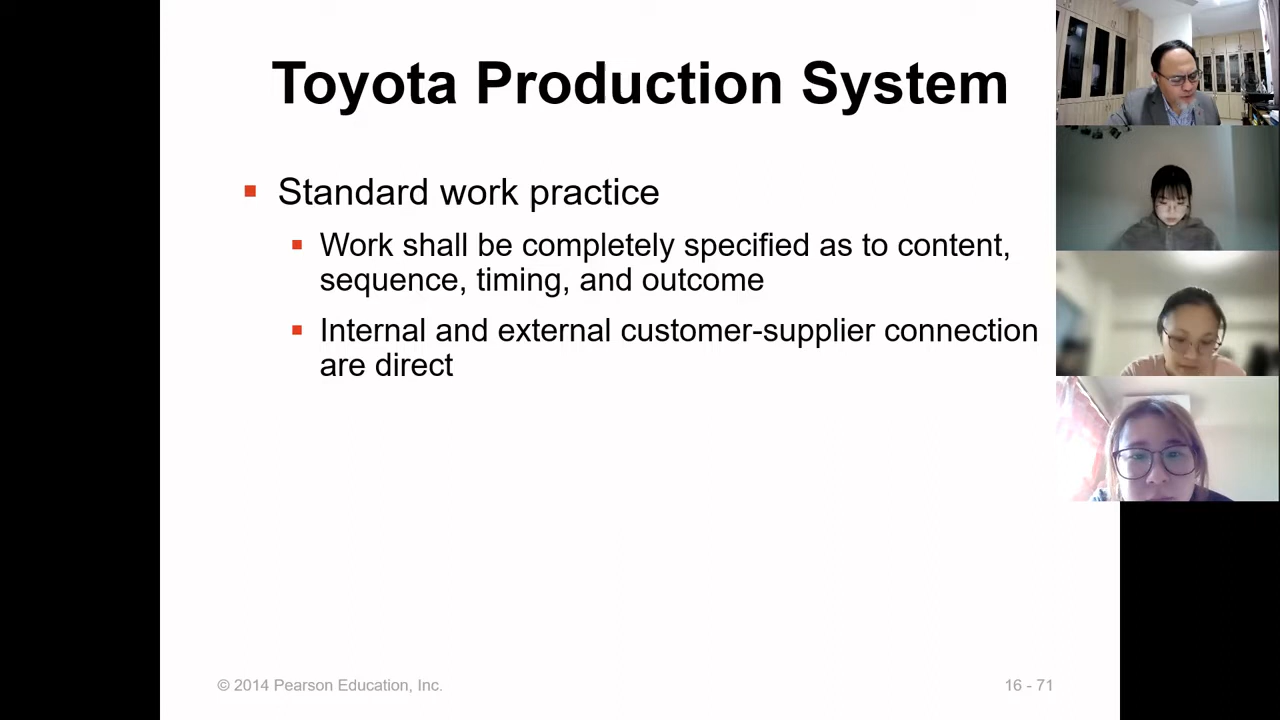 Toyota Production System
Standard work practice
Work shall be completely specified as to content,
sequence, timing, and outcome
Internal and external customer-supplier connection
are direct
© 2014 Pearson Education, Inc.
16 - 71